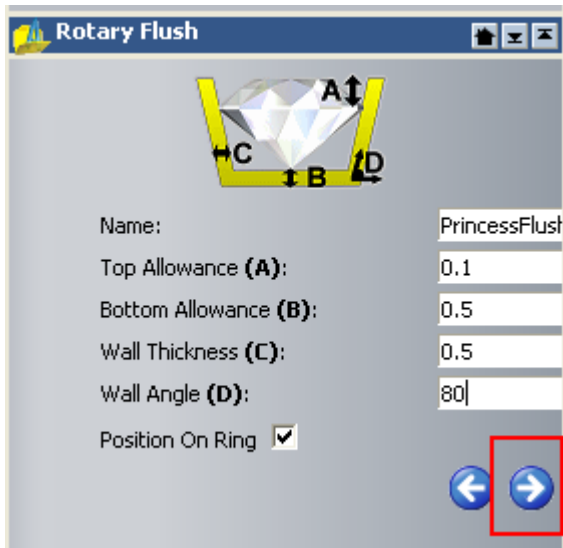 Rotary Flush
A
C
D
B
Name: PrincessFlush
Top Allowance (A): 0.1
Bottom Allowance (B): 0.5
Wall Thickness (C): 0.5
Wall Angle (D): 80
Position On Ring